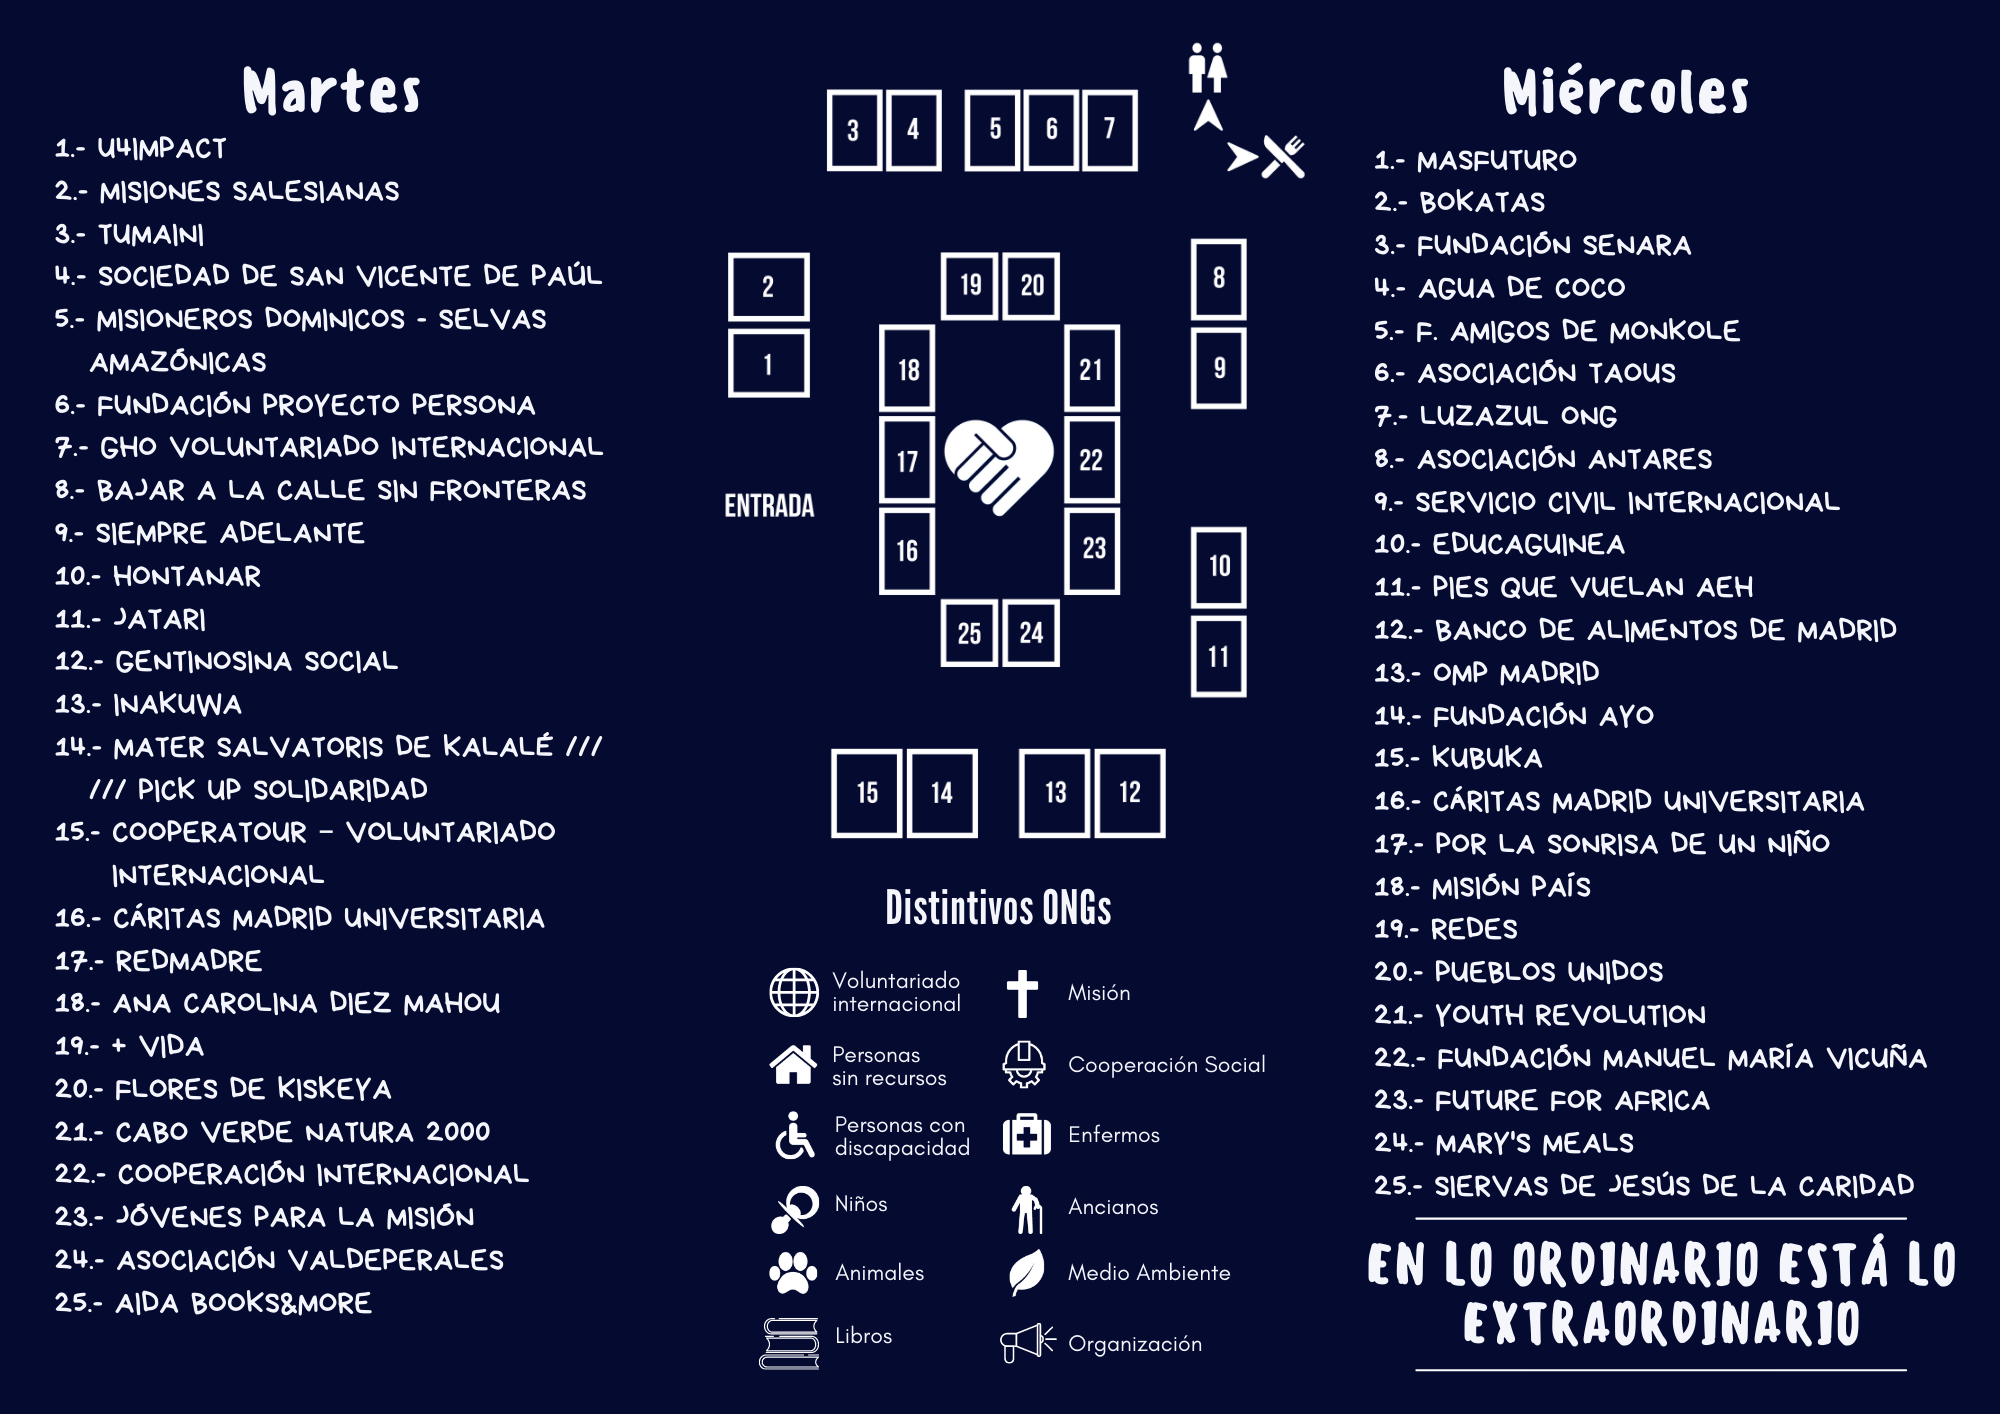 Martes
1.- U4IMPACT
2.- MISIONES SALESIANAS
3.- TUMAINI
4.- SOCIEDAD DE SAN VICENTE DE PAÚL
5.- MISIONEROS DOMINICOS - SELVAS
AMAZÓNICAS
6.- FUNDACIÓN PROYECTO PERSONA
7.- GHO VOLUNTARIADO INTERNACIONAL
8.- BAJAR A LA CALLE SIN FRONTERAS
9.- SIEMPRE ADELANTE
10.- HONTANAR
11.- JATARI
12.- GENTINOSINA SOCIAL
13.- INAKUWA
14.- MATER SALVATORIS DE KALALÉ ///
/// PICK UP SOLIDARIDAD
15.- COOPERATOUR – VOLUNTARIADO
INTERNACIONAL
16.- CÁRITAS MADRID UNIVERSITARIA
17.- REDMADRE
18.- ANA CAROLINA DIEZ MAHOU
19.- + VIDA
20.- FLORES DE KISKEYA
21.- CABO VERDE NATURA 2000
22.- COOPERACIÓN INTERNACIONAL
23.- JÓVENES PARA LA MISIÓN
24.- ASOCIACIÓN VALDEPERALES
25.- AIDA BOOKS&MORE
3 4 5 6 7
2 19 20 8
1 18 21 9
17 22
ENTRADA
16 23 10
25 24 11
15 14 13 12
Distintivos ONGs
Voluntariado
internacional
Misión
Personas
sin recursos
Cooperación Social
Personas con
discapacidad
Enfermos
Niños
Ancianos
Animales
Medio Ambiente
Libros
Organización
Miércoles
1.- MASFUTURO
2.- BOKATAS
3.- FUNDACIÓN SENARA
4.- AGUA DE COCO
5.- F. AMIGOS DE MONKOLE
6.- ASOCIACIÓN TAOUS
7.- LUZAZUL ONG
8.- ASOCIACIÓN ANTARES
9.- SERVICIO CIVIL INTERNACIONAL
10.- EDUCAGUINEA
11.- PIES QUE VUELAN AEH
12.- BANCO DE ALIMENTOS DE MADRID
13.- OMP MADRID
14.- FUNDACIÓN AYO
15.- KUBUKA
16.- CÁRITAS MADRID UNIVERSITARIA
17.- POR LA SONRISA DE UN NIÑO
18.- MISIÓN PAÍS
19.- REDES
20.- PUEBLOS UNIDOS
21.- YOUTH REVOLUTION
22.- FUNDACIÓN MANUEL MARÍA VICUÑA
23.- FUTURE FOR AFRICA
24.- MARY'S MEALS
25.- SIERVAS DE JESÚS DE LA CARIDAD
EN LO ORDINARIO ESTÁ LO
EXTRAORDINARIO